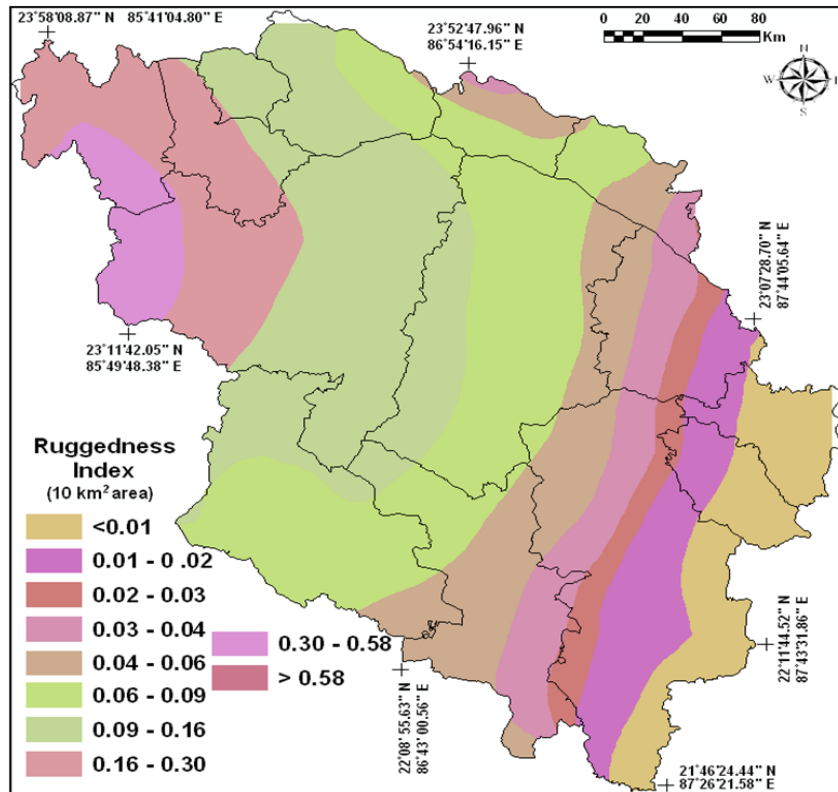 23°58'08.87" N 85°41'04.80" E
23°52'47.96" N
86°54'16.15" E
0 20 40 60 80
Km
N
W
E
S
23°07'28.70" N
87°44'05.64" E
23°11'42.05" N
85°49'48.38" E
Ruggedness
Index
(10 km² area)
<0.01
0.01 - 0 .02
0.02 - 0.03
0.03 - 0.04
0.04 - 0.06
0.06 - 0.09
0.09 - 0.16
0.16 - 0.30
0.30 - 0.58
> 0.58
22°08' 55.63" N
86°43' 00.56" E
22°11'44.52" N
87°43'31.86" E
21°46'24.44" N
87°26'21.58" E